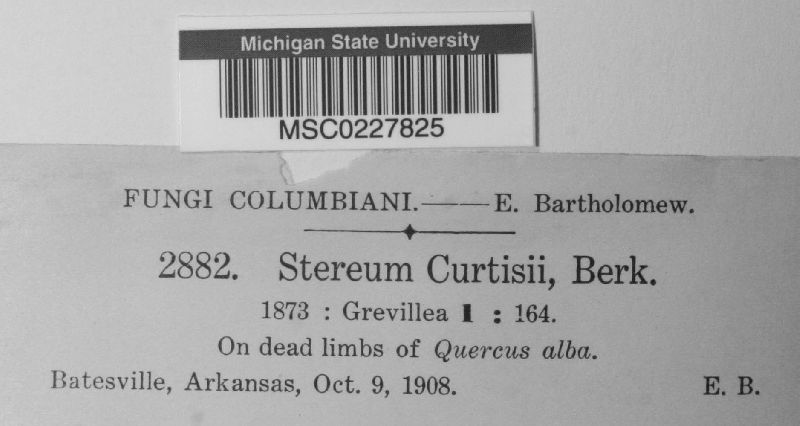 Michigan State University
MSC0227825
FUNGI COLUMBIANI.——E. Bartholomew.
2882. Stereum Curtisii, Berk.
1873 : Grevillea 1 : 164.
On dead limbs of Quercus alba.
Batesville, Arkansas, Oct. 9, 1908. E. B.